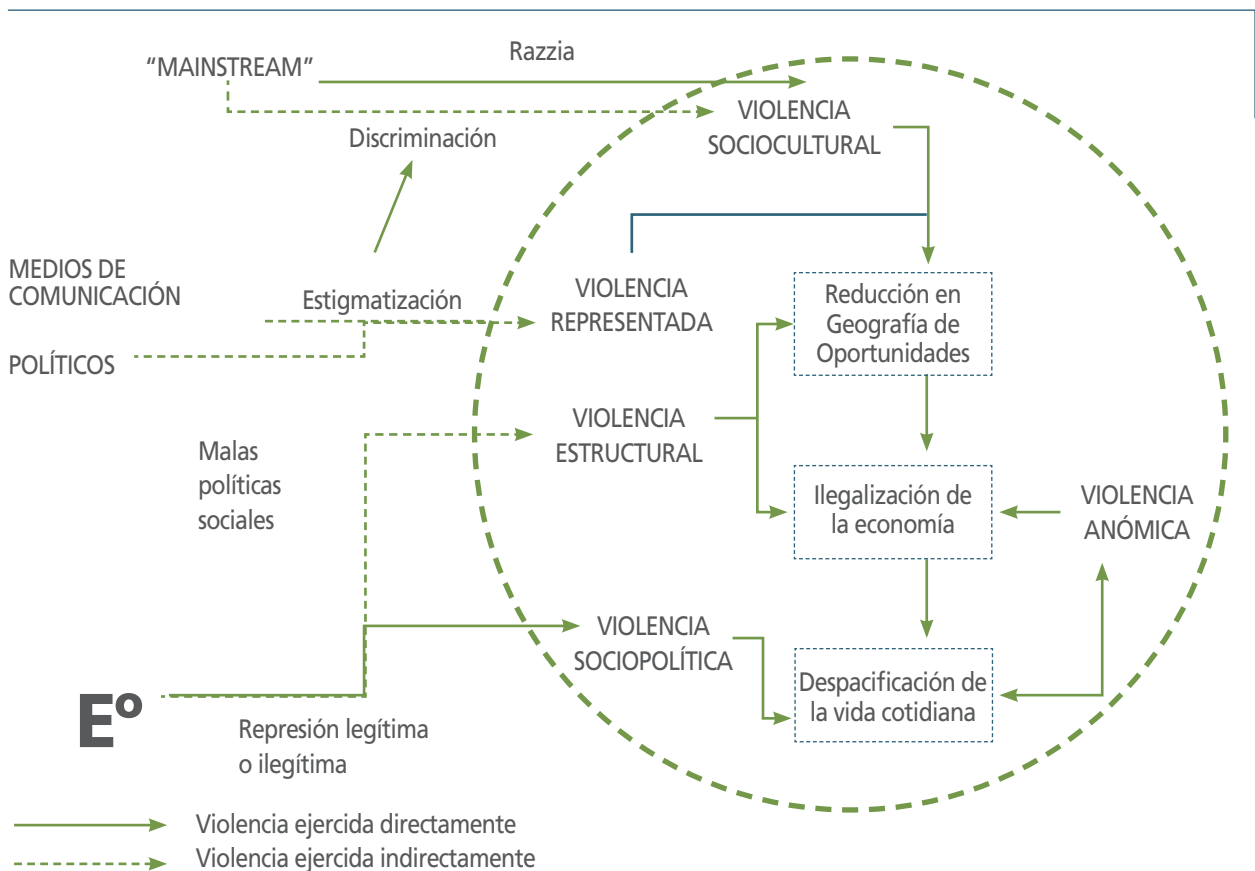 Razzia
“MAINSTREAM”
VIOLENCIA
SOCIOCULTURAL
Discriminación
MEDIOS DE
COMUNICACIÓN
Estigmatización
VIOLENCIA
REPRESENTADA
Reducción en
Geografía de
Oportunidades
POLÍTICOS
VIOLENCIA
ESTRUCTURAL
Malas
políticas
sociales
Ilegalización de
la economía
VIOLENCIA
ANÓMICA
VIOLENCIA
SOCIOPOLÍTICA
Despacificación de
la vida cotidiana
Eº
Represión legítima
o ilegítima
Violencia ejercida directamente
Violencia ejercida indirectamente